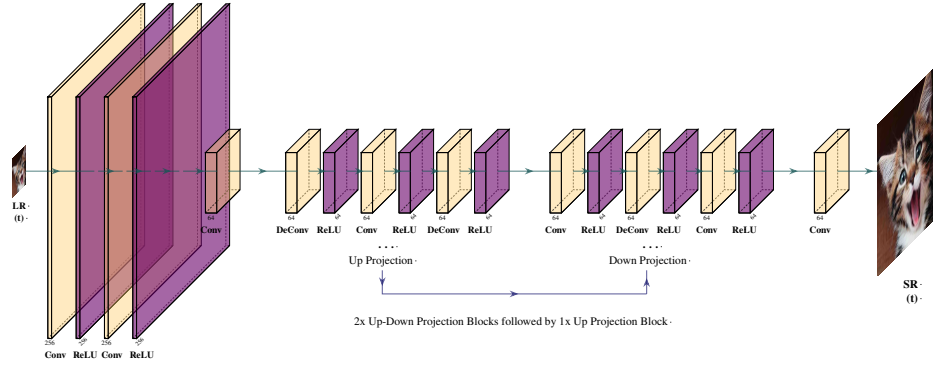 LR
(t)
256 256 256 256
Conv ReLU Conv ReLU
64
Conv
64 64 64 64 64 64
DeConv ReLU Conv ReLU DeConv ReLU
....
Up Projection
64 64 64 64 64 64
Conv ReLU DeConv ReLU Conv ReLU
....
Down Projection
64
Conv
SR
(t)
2x Up-Down Projection Blocks followed by 1x Up Projection Block